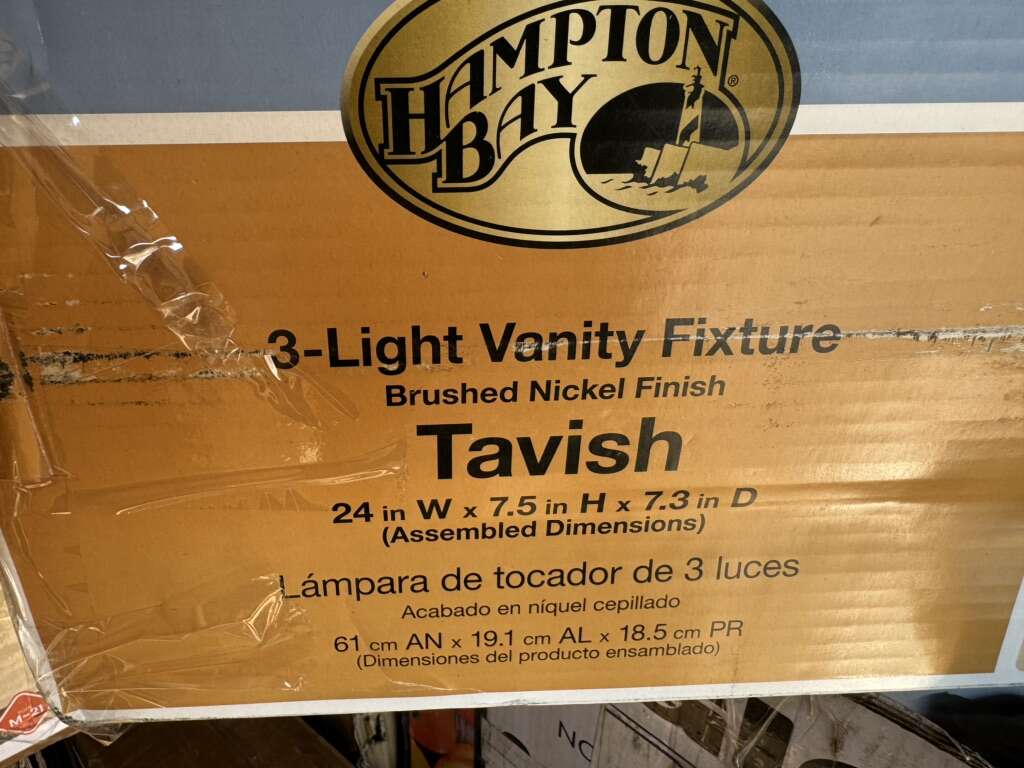 HAMPTON
BAY®
3-Light Vanity Fixture
Brushed Nickel Finish
Tavish
24 in W x 7.5 in H x 7.3 in D
(Assembled Dimensions)
Lámpara de tocador de 3 luces
Acabado en níquel cepillado
61 cm AN x 19.1 cm AL x 18.5 cm PR
(Dimensiones del producto ensamblado)
M-21